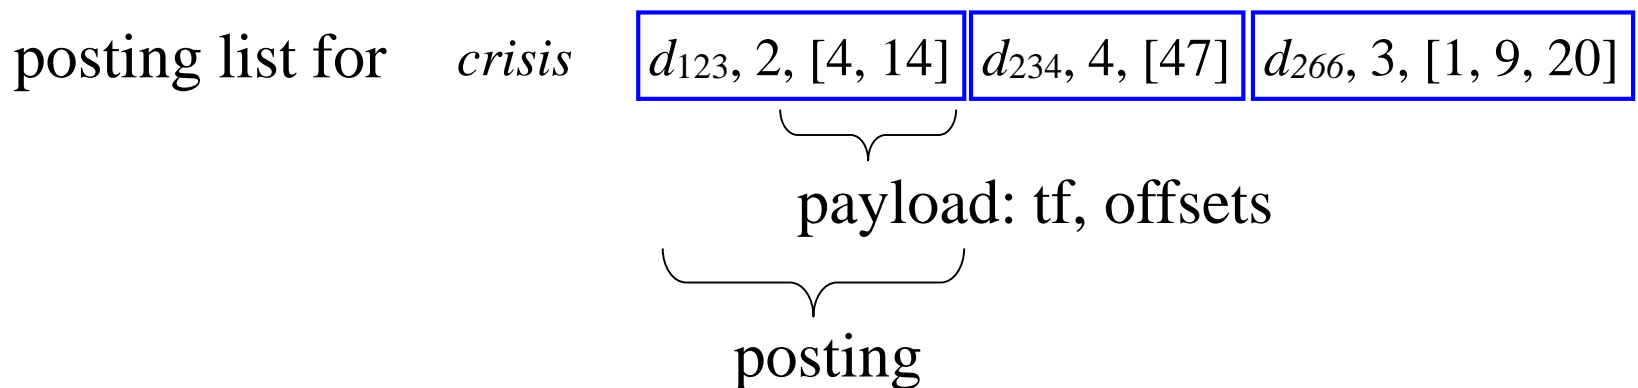 posting list for crisis d123, 2, [4, 14] d234, 4, [47] d266, 3, [1, 9, 20]
payload: tf, offsets
posting